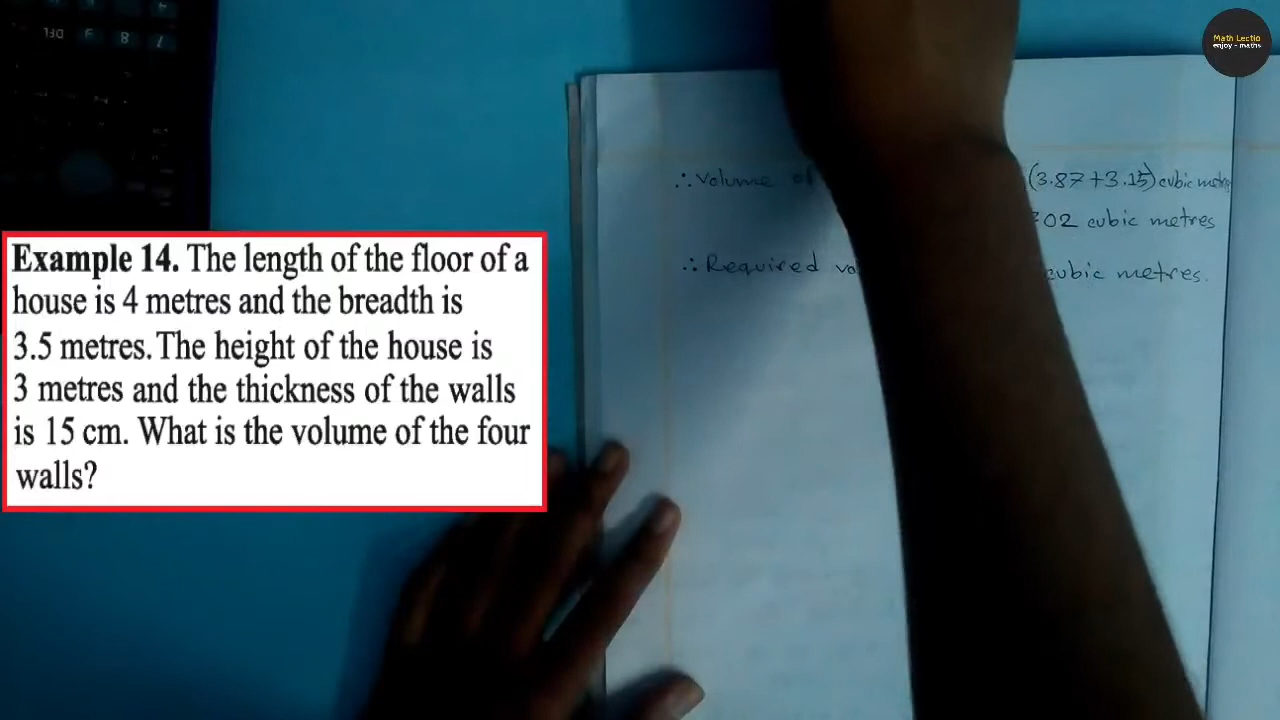 Math Lectio
enjoy - maths
Example 14. The length of the floor of a
house is 4 metres and the breadth is
3.5 metres. The height of the house is
3 metres and the thickness of the walls
is 15 cm. What is the volume of the four
walls?
∴ Volume of (3.87+3.15) cubic
02 cubic metres
∴ Required cubic metres.